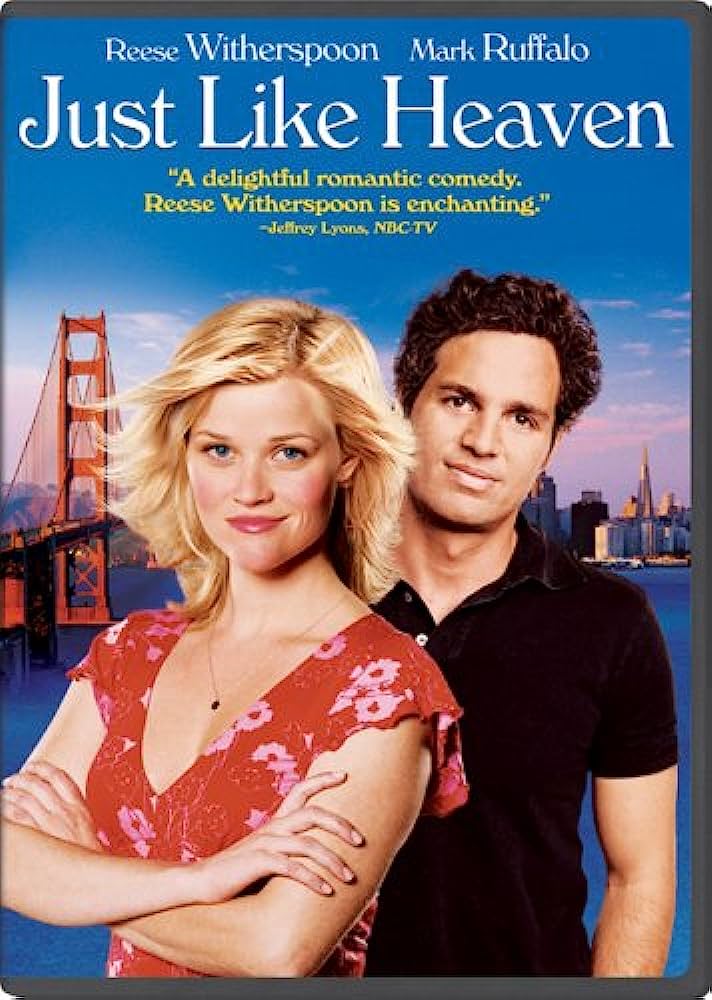 Reese Witherspoon Mark Ruffalo
Just Like Heaven
“A delightful romantic comedy.
Reese Witherspoon is enchanting.”
–Jeffrey Lyons, NBC-TV